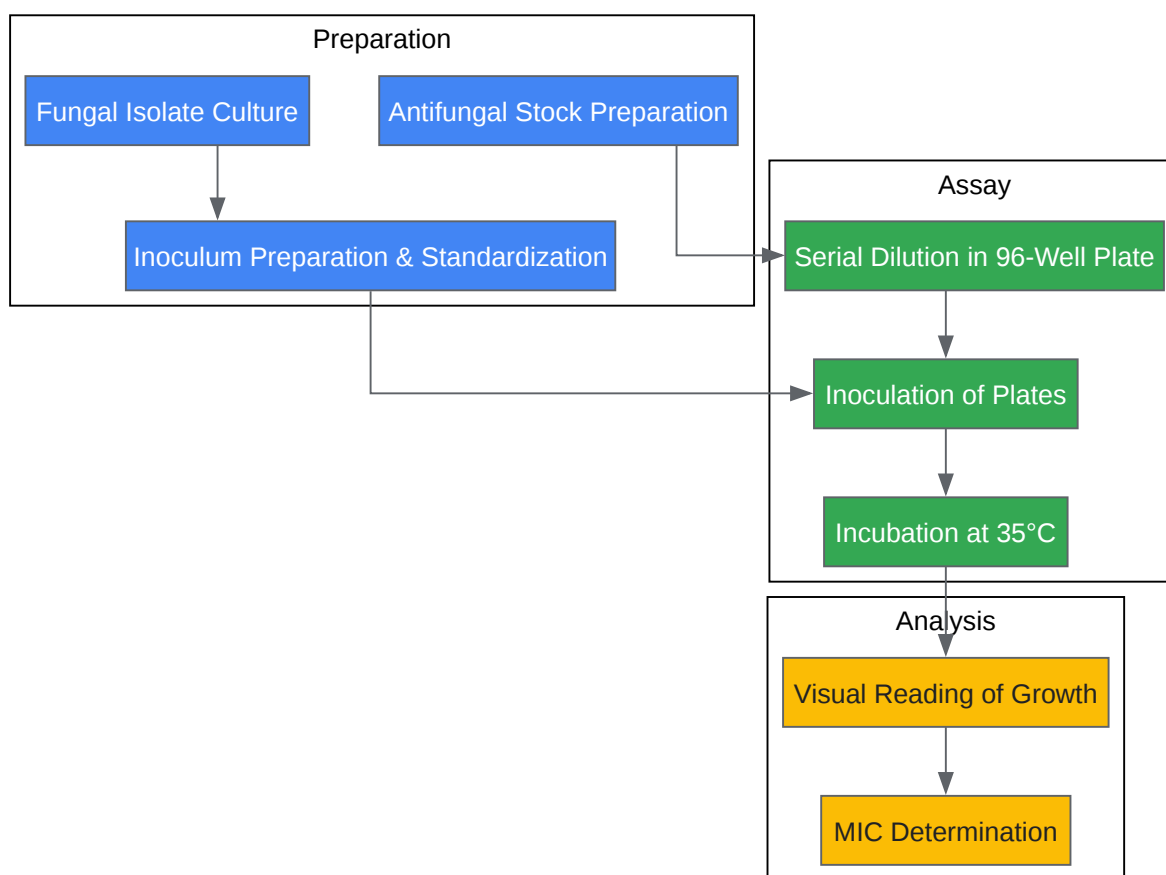 Preparation
Fungal Isolate Culture
Antifungal Stock Preparation
Inoculum Preparation & Standardization
Assay
Serial Dilution in 96-Well Plate
Inoculation of Plates
Incubation at 35°C
Analysis
Visual Reading of Growth
MIC Determination